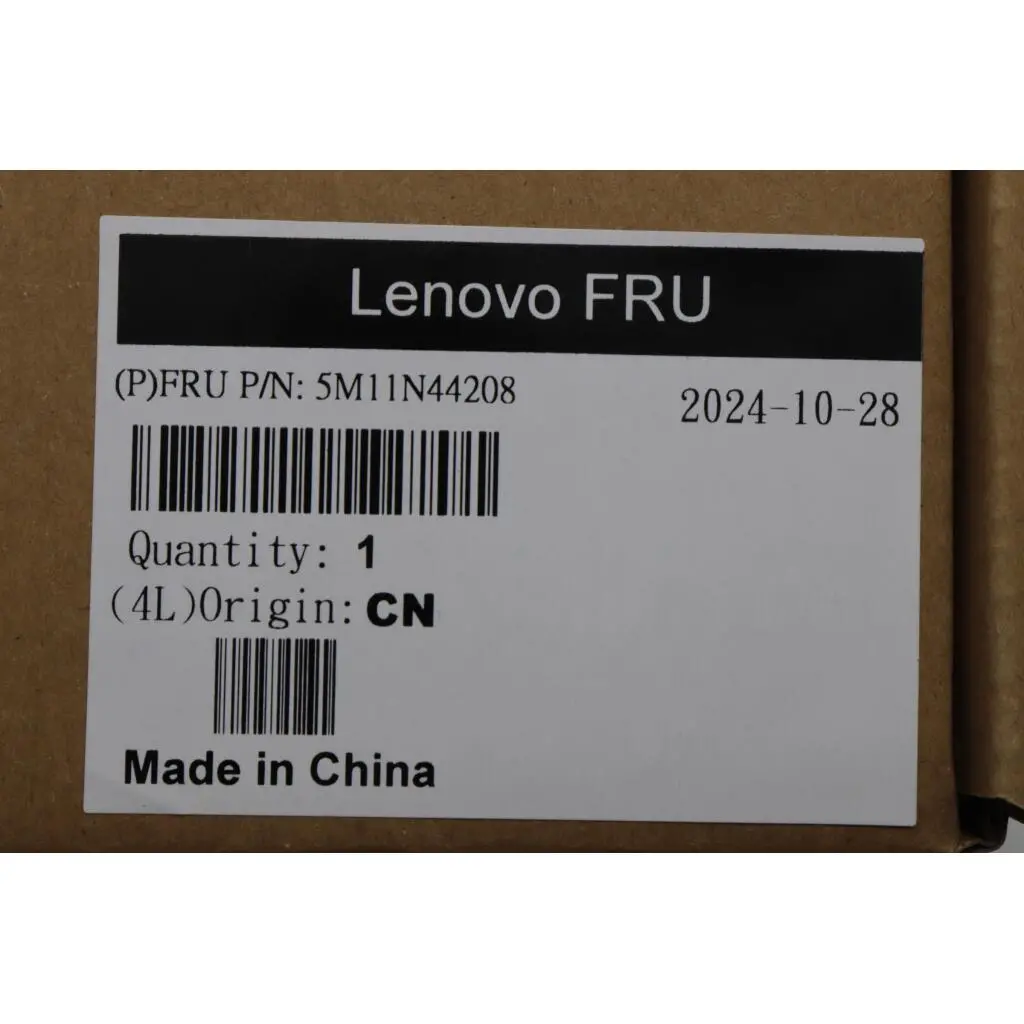 Lenovo FRU
(P)FRU P/N: 5M11N44208
2024-10-28
Quantity: 1
(4L)Origin: CN
Made in China